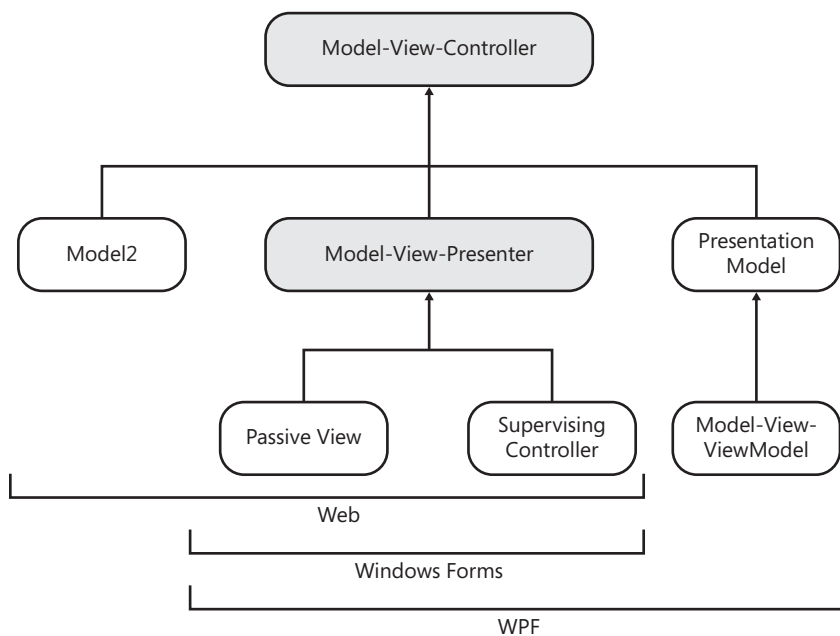 Model-View-Controller
Model2
Model-View-Presenter
Presentation
Model
Passive View
Supervising
Controller
Model-View-
ViewModel
Web
Windows Forms
WPF